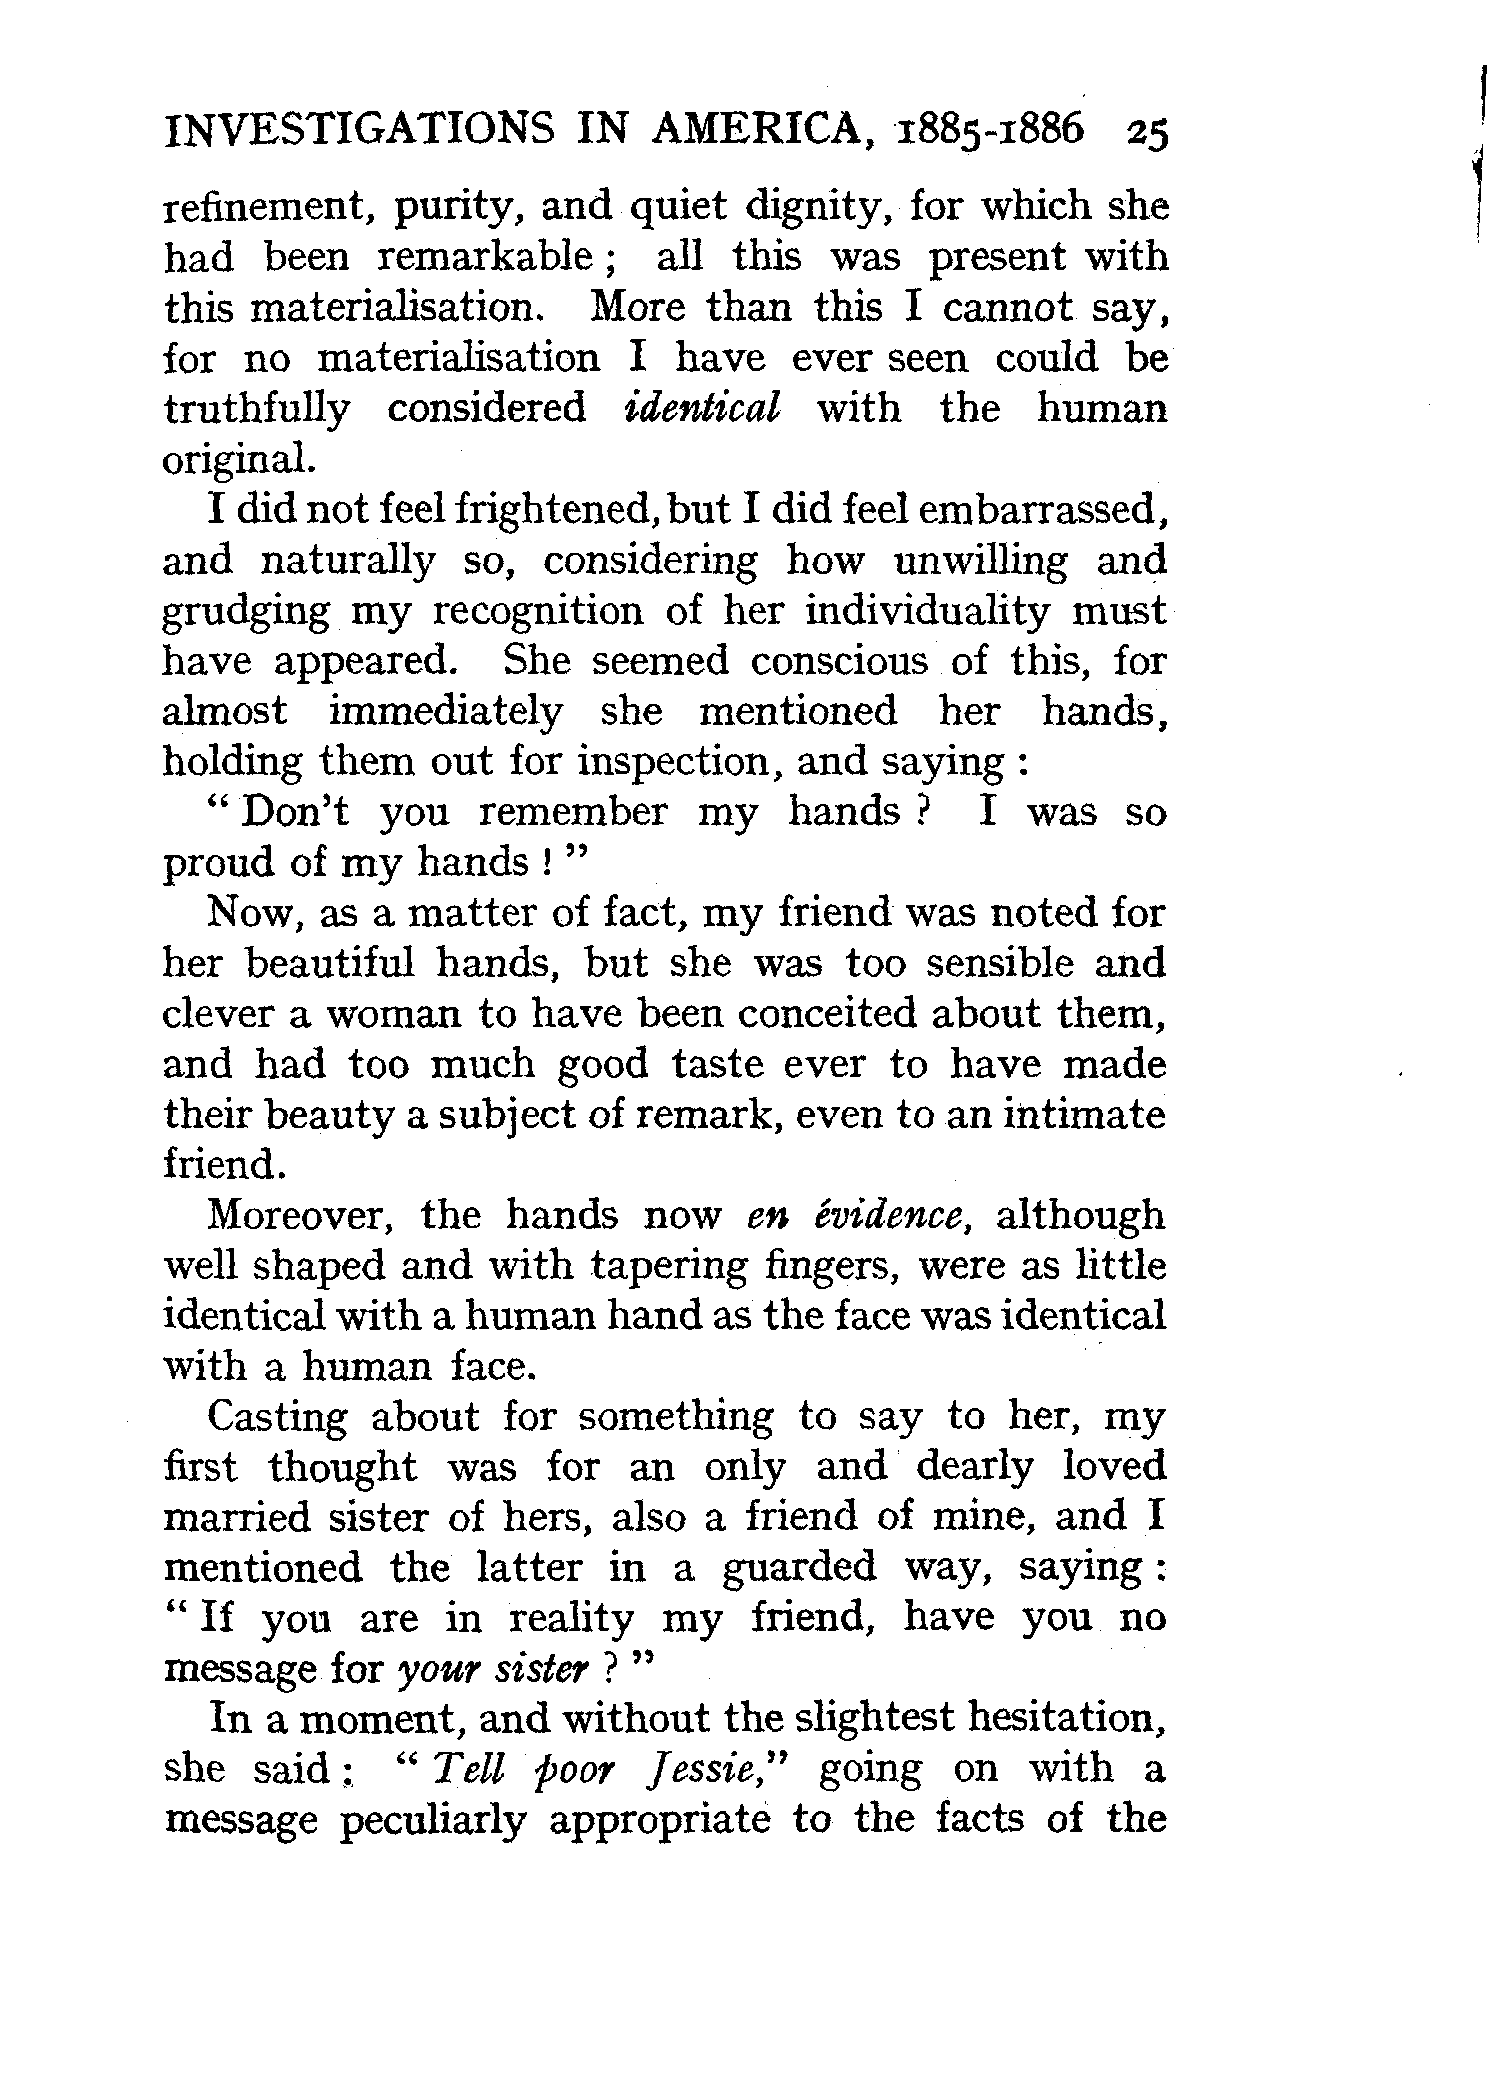 INVESTIGATIONS IN AMERICA, 1885-1886 25
refinement, purity, and quiet dignity, for which she
had been remarkable ; all this was present with
this materialisation. More than this I cannot say,
for no materialisation I have ever seen could be
truthfully considered identical with the human
original.
I did not feel frightened, but I did feel embarrassed,
and naturally so, considering how unwilling and
grudging my recognition of her individuality must
have appeared. She seemed conscious of this, for
almost immediately she mentioned her hands,
holding them out for inspection, and saying :
“ Don't you remember my hands ? I was so
proud of my hands ! ”
Now, as a matter of fact, my friend was noted for
her beautiful hands, but she was too sensible and
clever a woman to have been conceited about them,
and had too much good taste ever to have made
their beauty a subject of remark, even to an intimate
friend.
Moreover, the hands now en évidence, although
well shaped and with tapering fingers, were as little
identical with a human hand as the face was identical
with a human face.
Casting about for something to say to her, my
first thought was for an only and dearly loved
married sister of hers, also a friend of mine, and I
mentioned the latter in a guarded way, saying :
“ If you are in reality my friend, have you no
message for your sister ? ”
In a moment, and without the slightest hesitation,
she said : “ Tell poor Jessie,” going on with a
message peculiarly appropriate to the facts of the